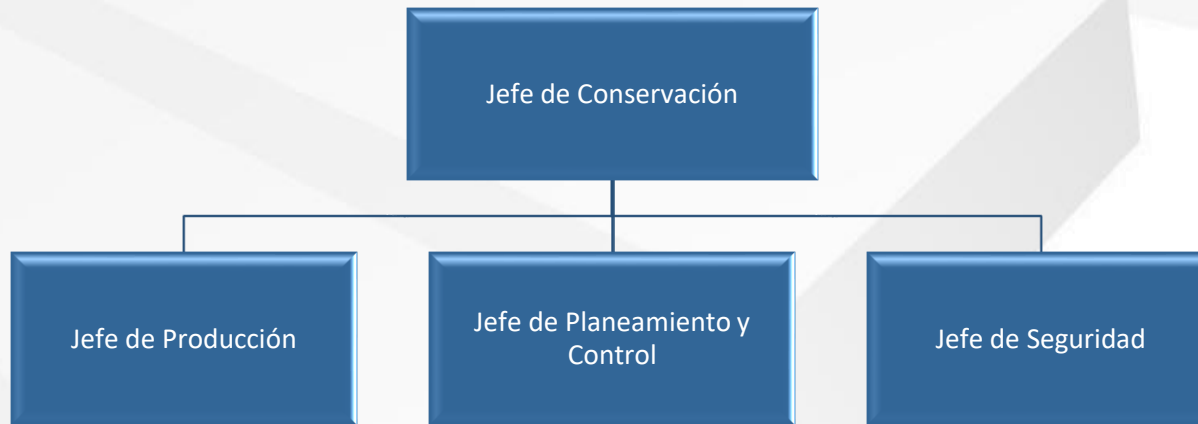 Jefe de Conservación
Jefe de Producción
Jefe de Planeamiento y
Control
Jefe de Seguridad